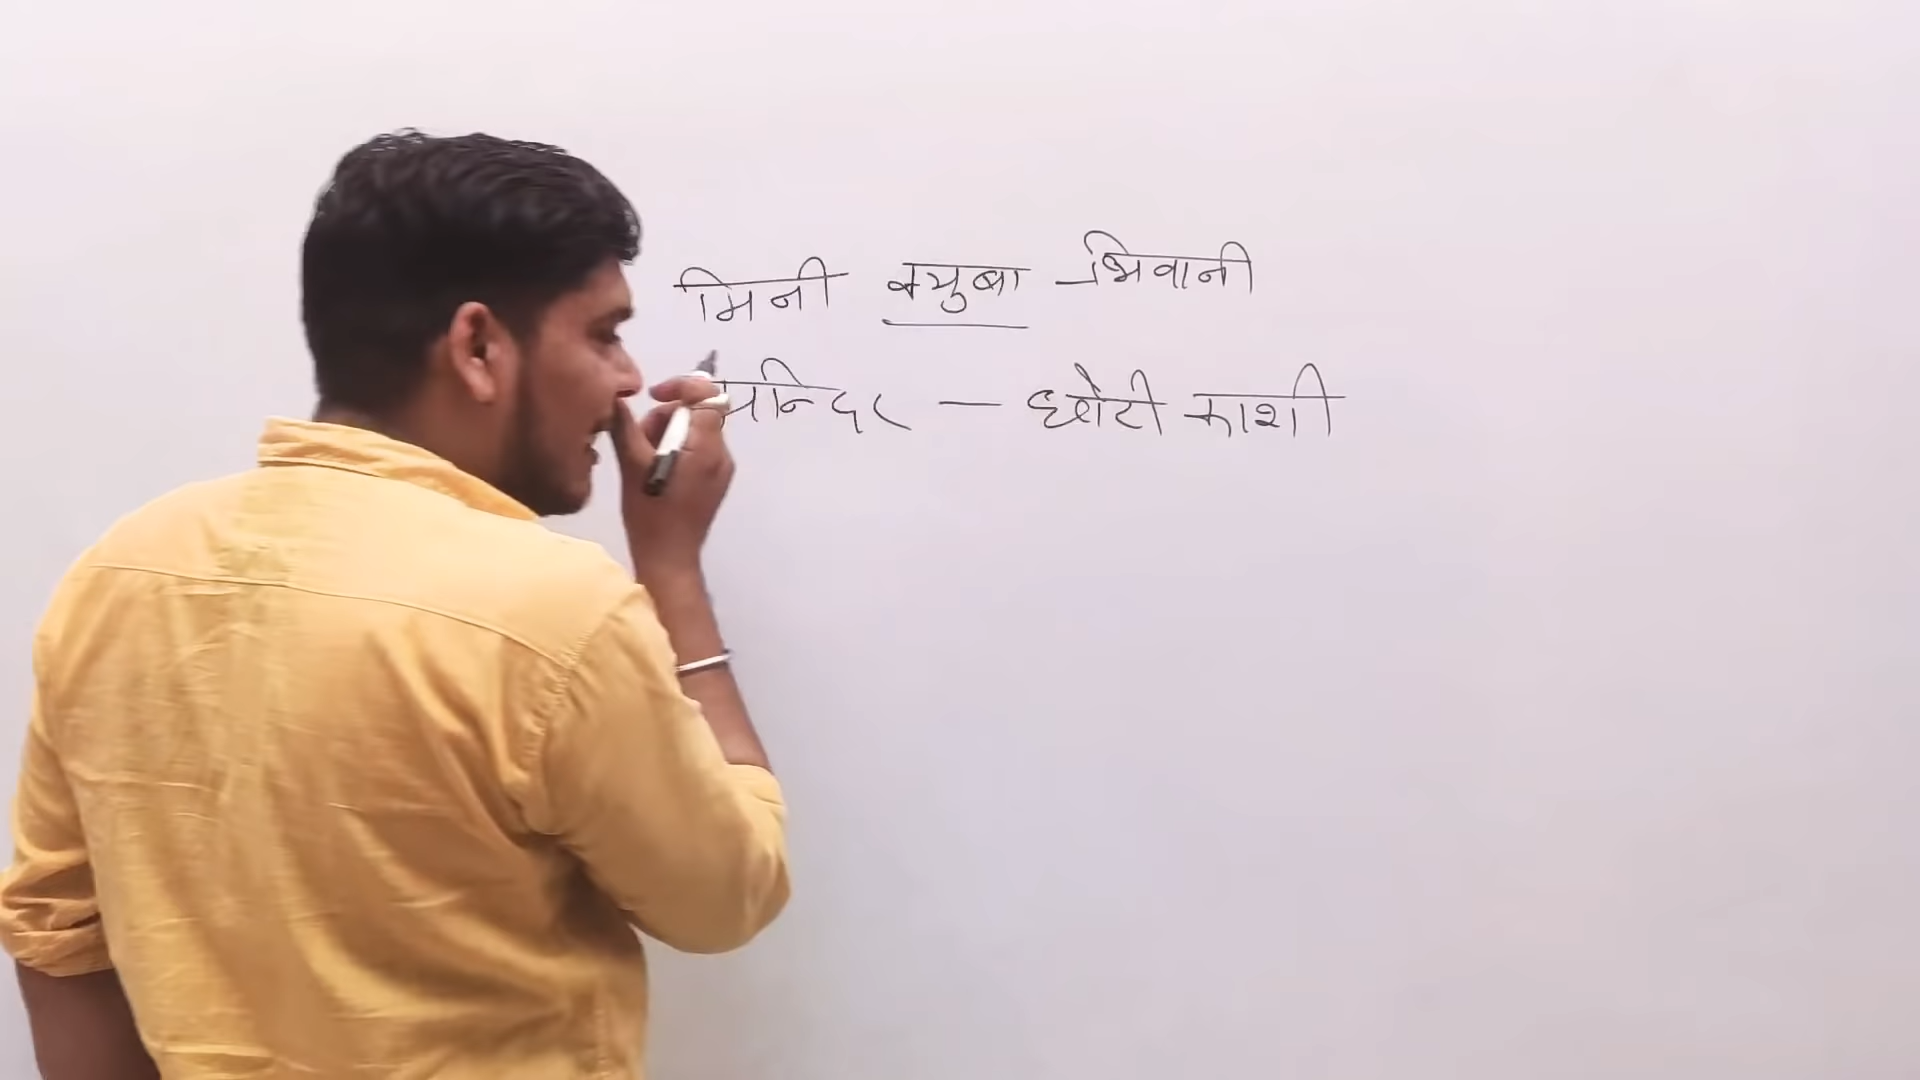 मिनी क्युबा - भिवानी
मन्दिर - छोटी काशी